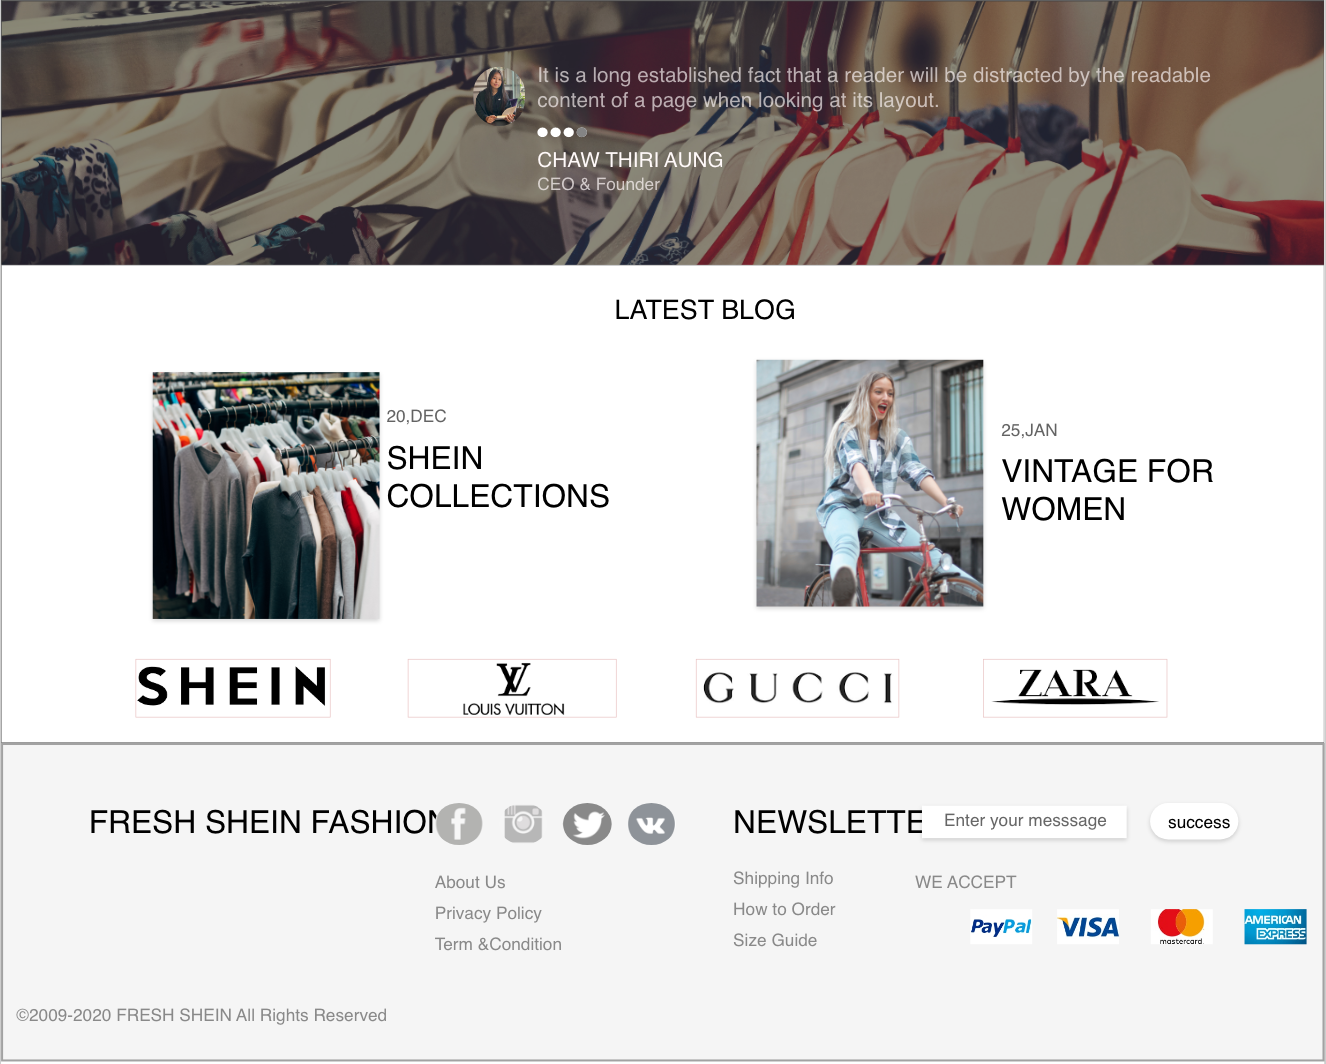 It is a long established fact that a reader will be distracted by the readable
content of a page when looking at its layout.
CHAW THIRI AUNG
CEO & Founder
LATEST BLOG
20,DEC
SHEIN
COLLECTIONS
25,JAN
VINTAGE FOR
WOMEN
SHEIN
LV
LOUIS VUITTON
GUCCI
ZARA
FRESH SHEIN FASHION
NEWSLETTE
Enter your messsage
success
About Us
Privacy Policy
Term &Condition
Shipping Info
How to Order
Size Guide
WE ACCEPT
PayPal
VISA
mastercard.
AMERICAN
EXPRESS
©2009-2020 FRESH SHEIN All Rights Reserved